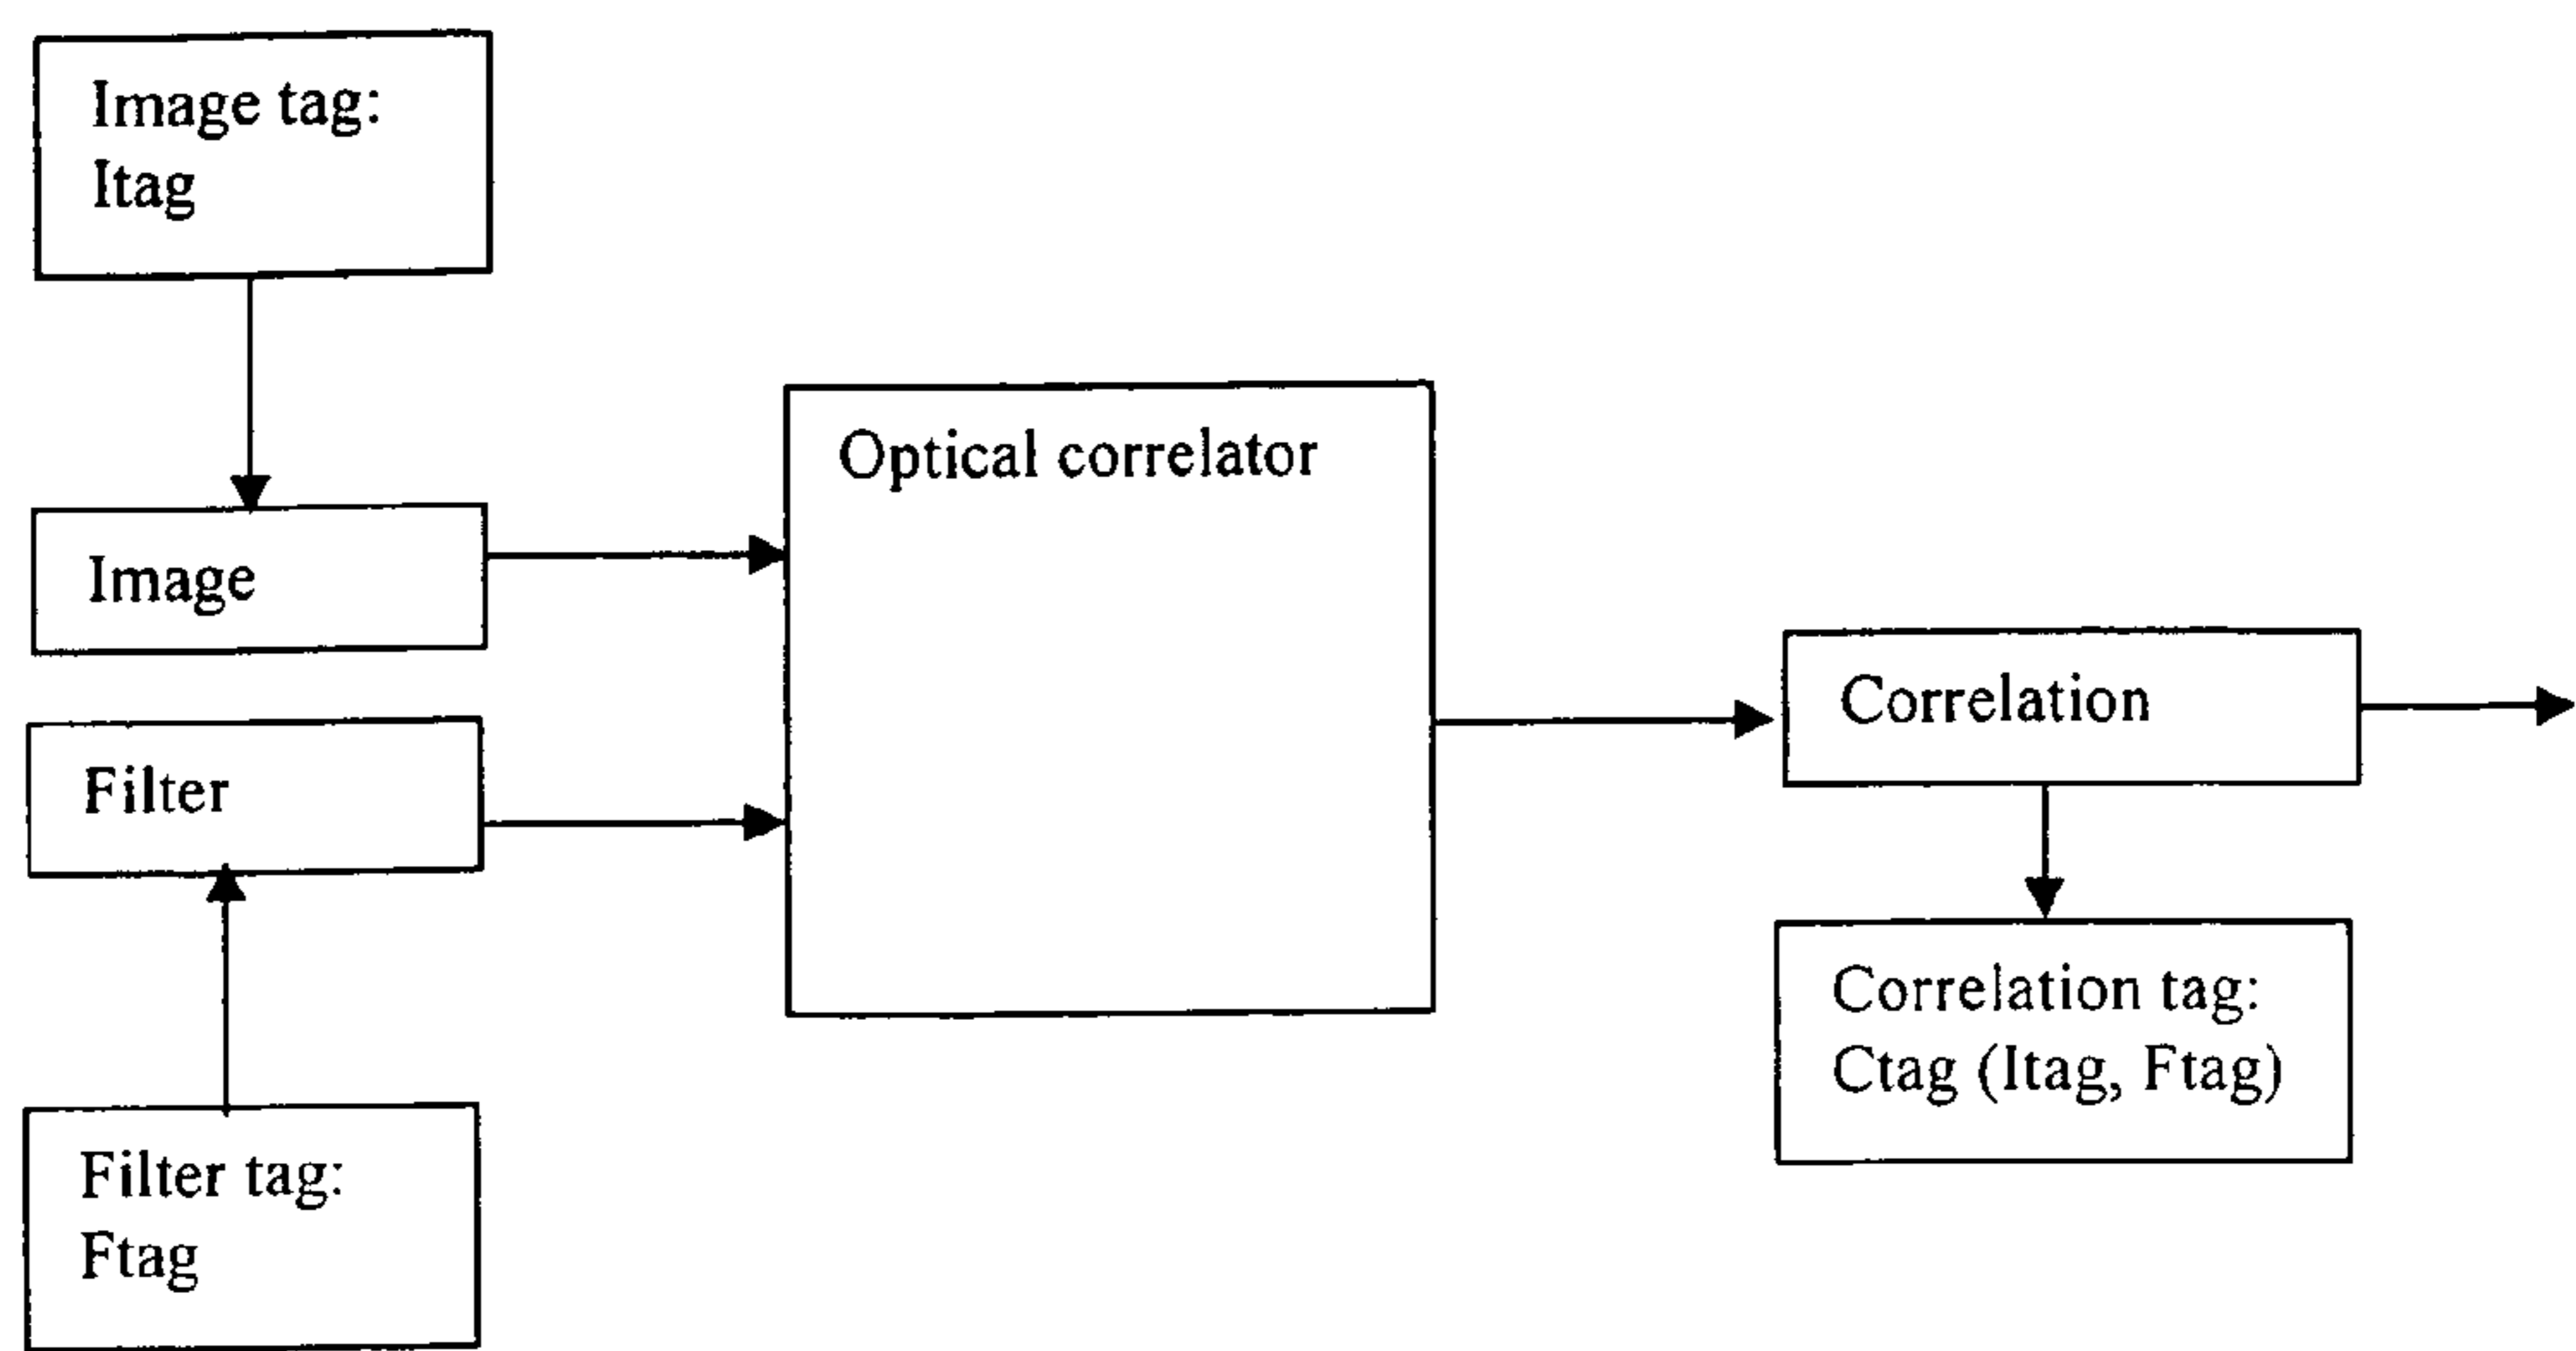 Image tag:
Itag
Image
Filter
Filter tag:
Ftag
Optical correlator
Correlation
Correlation tag:
Ctag (Itag, Ftag)